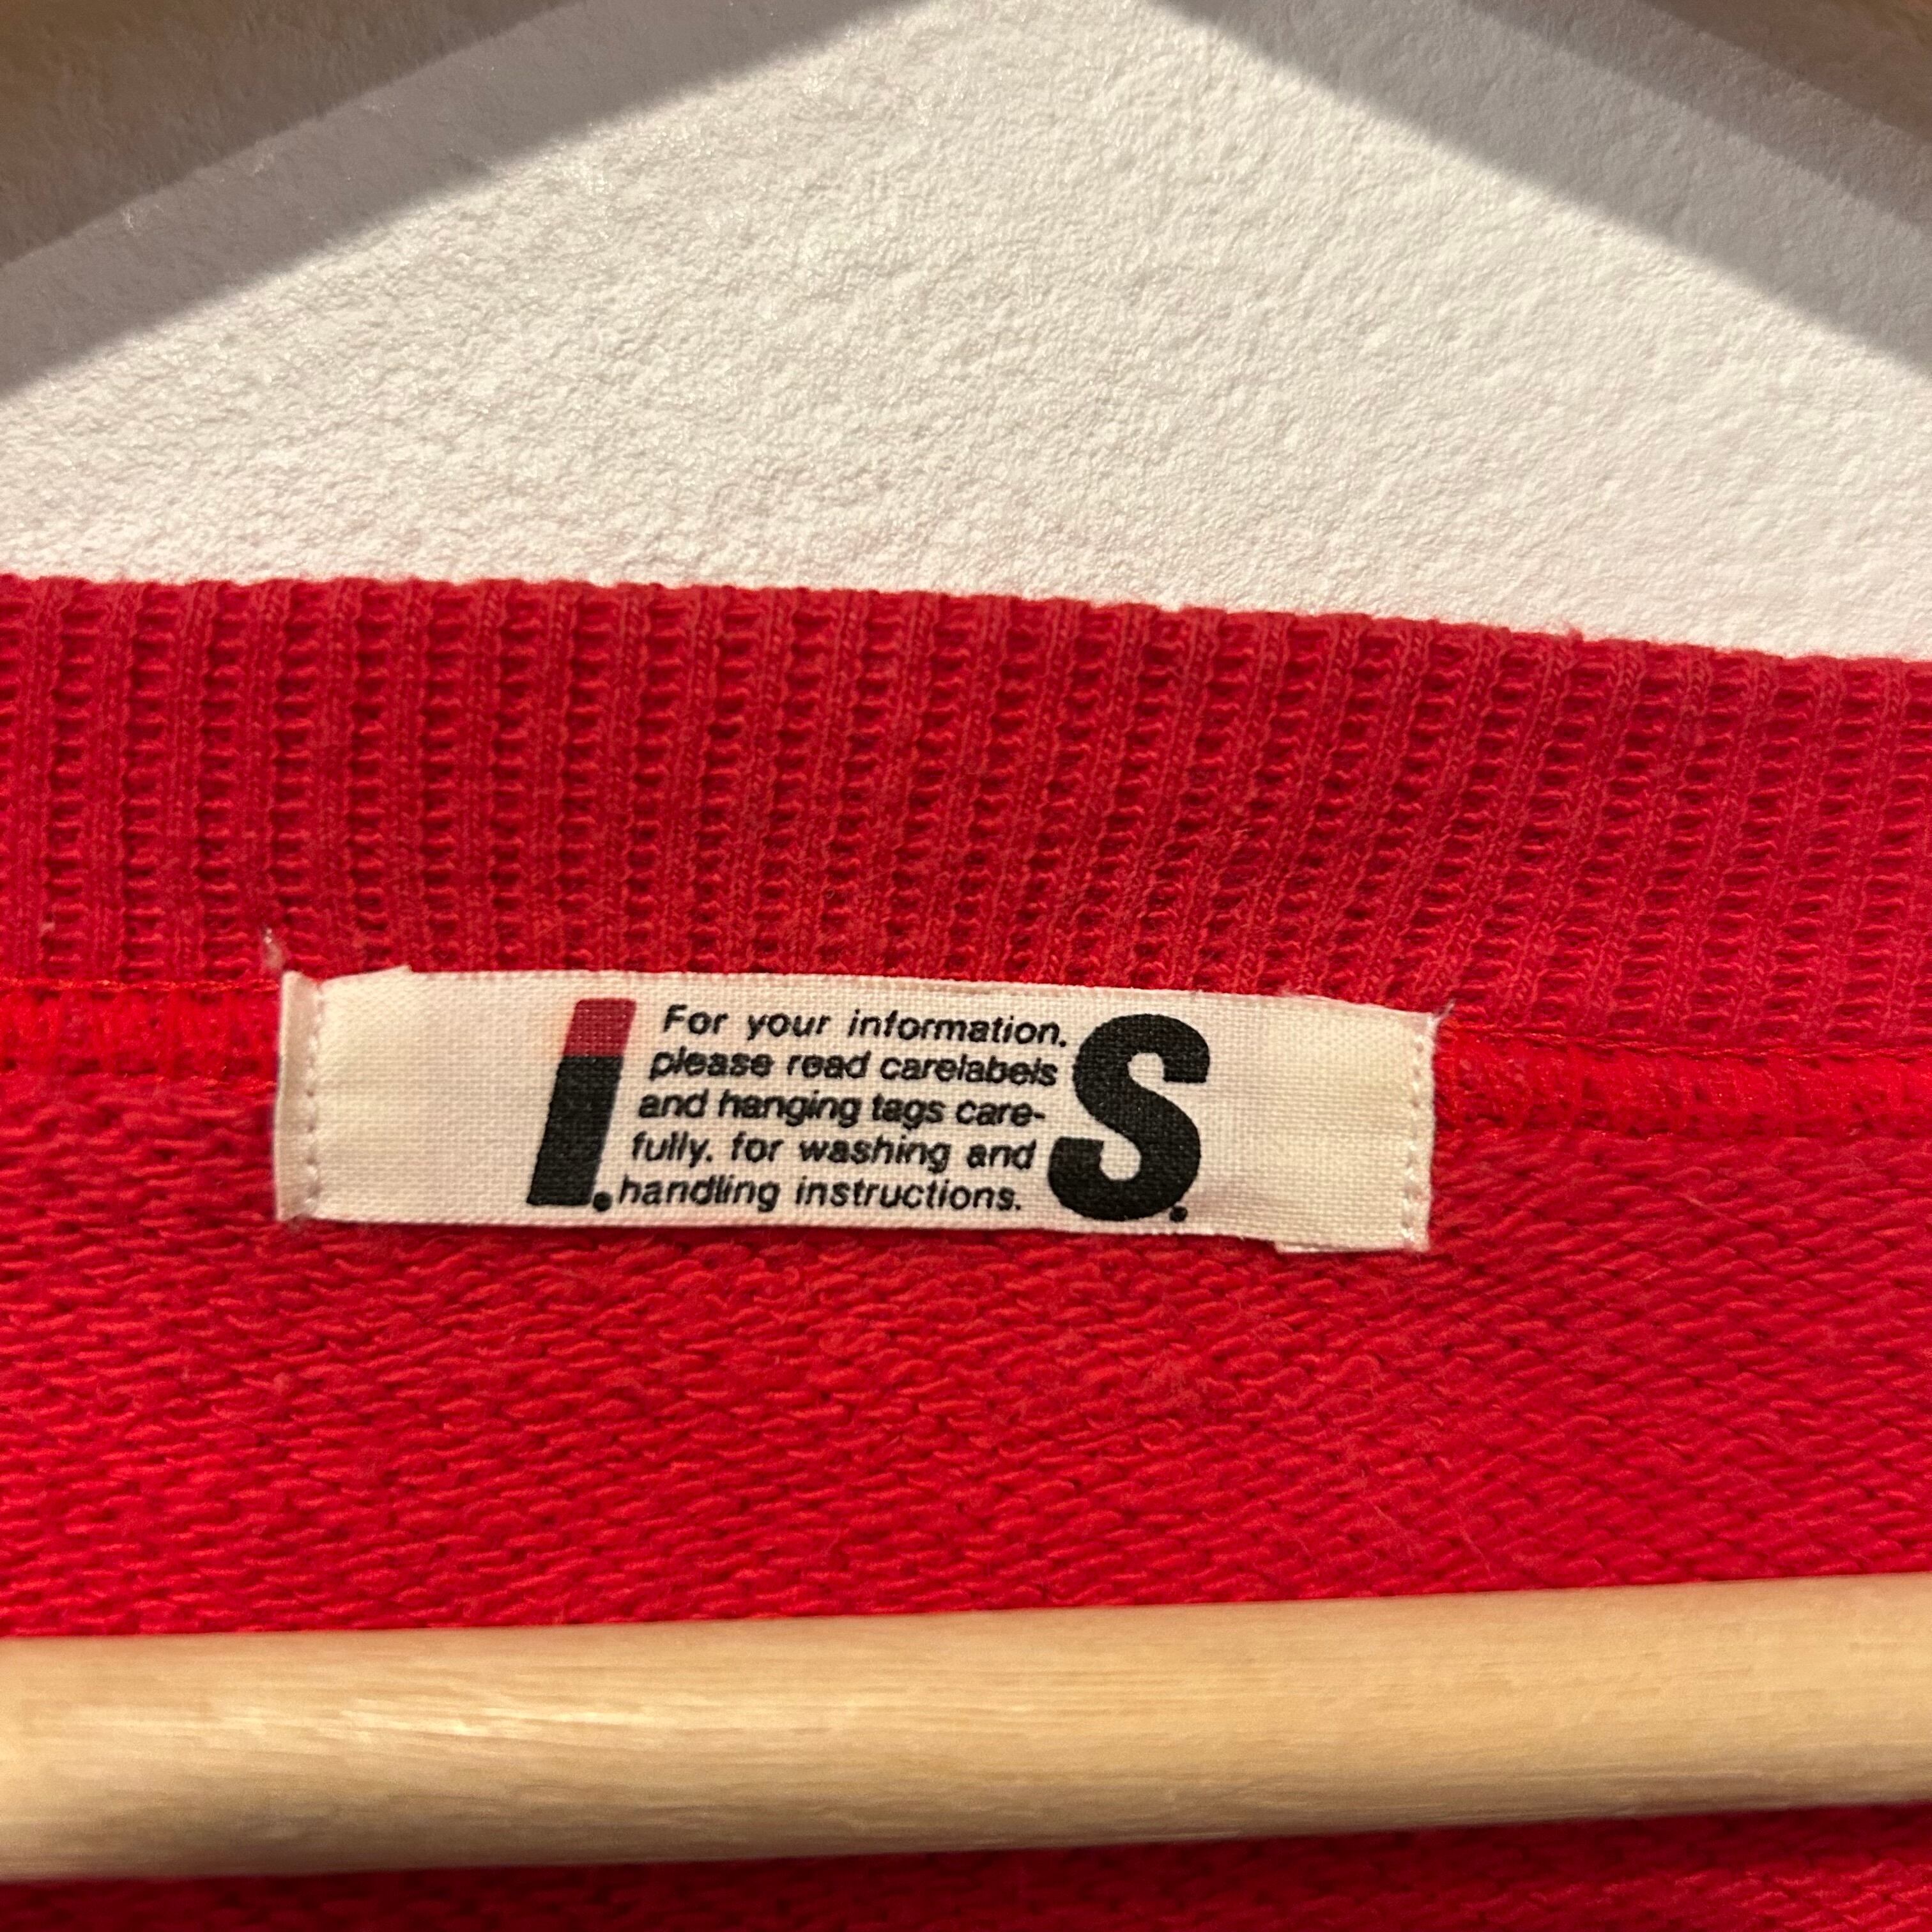 I.S.
For your information.
please read carelabels
and hanging tags care-
fully. for washing and
handling instructions.